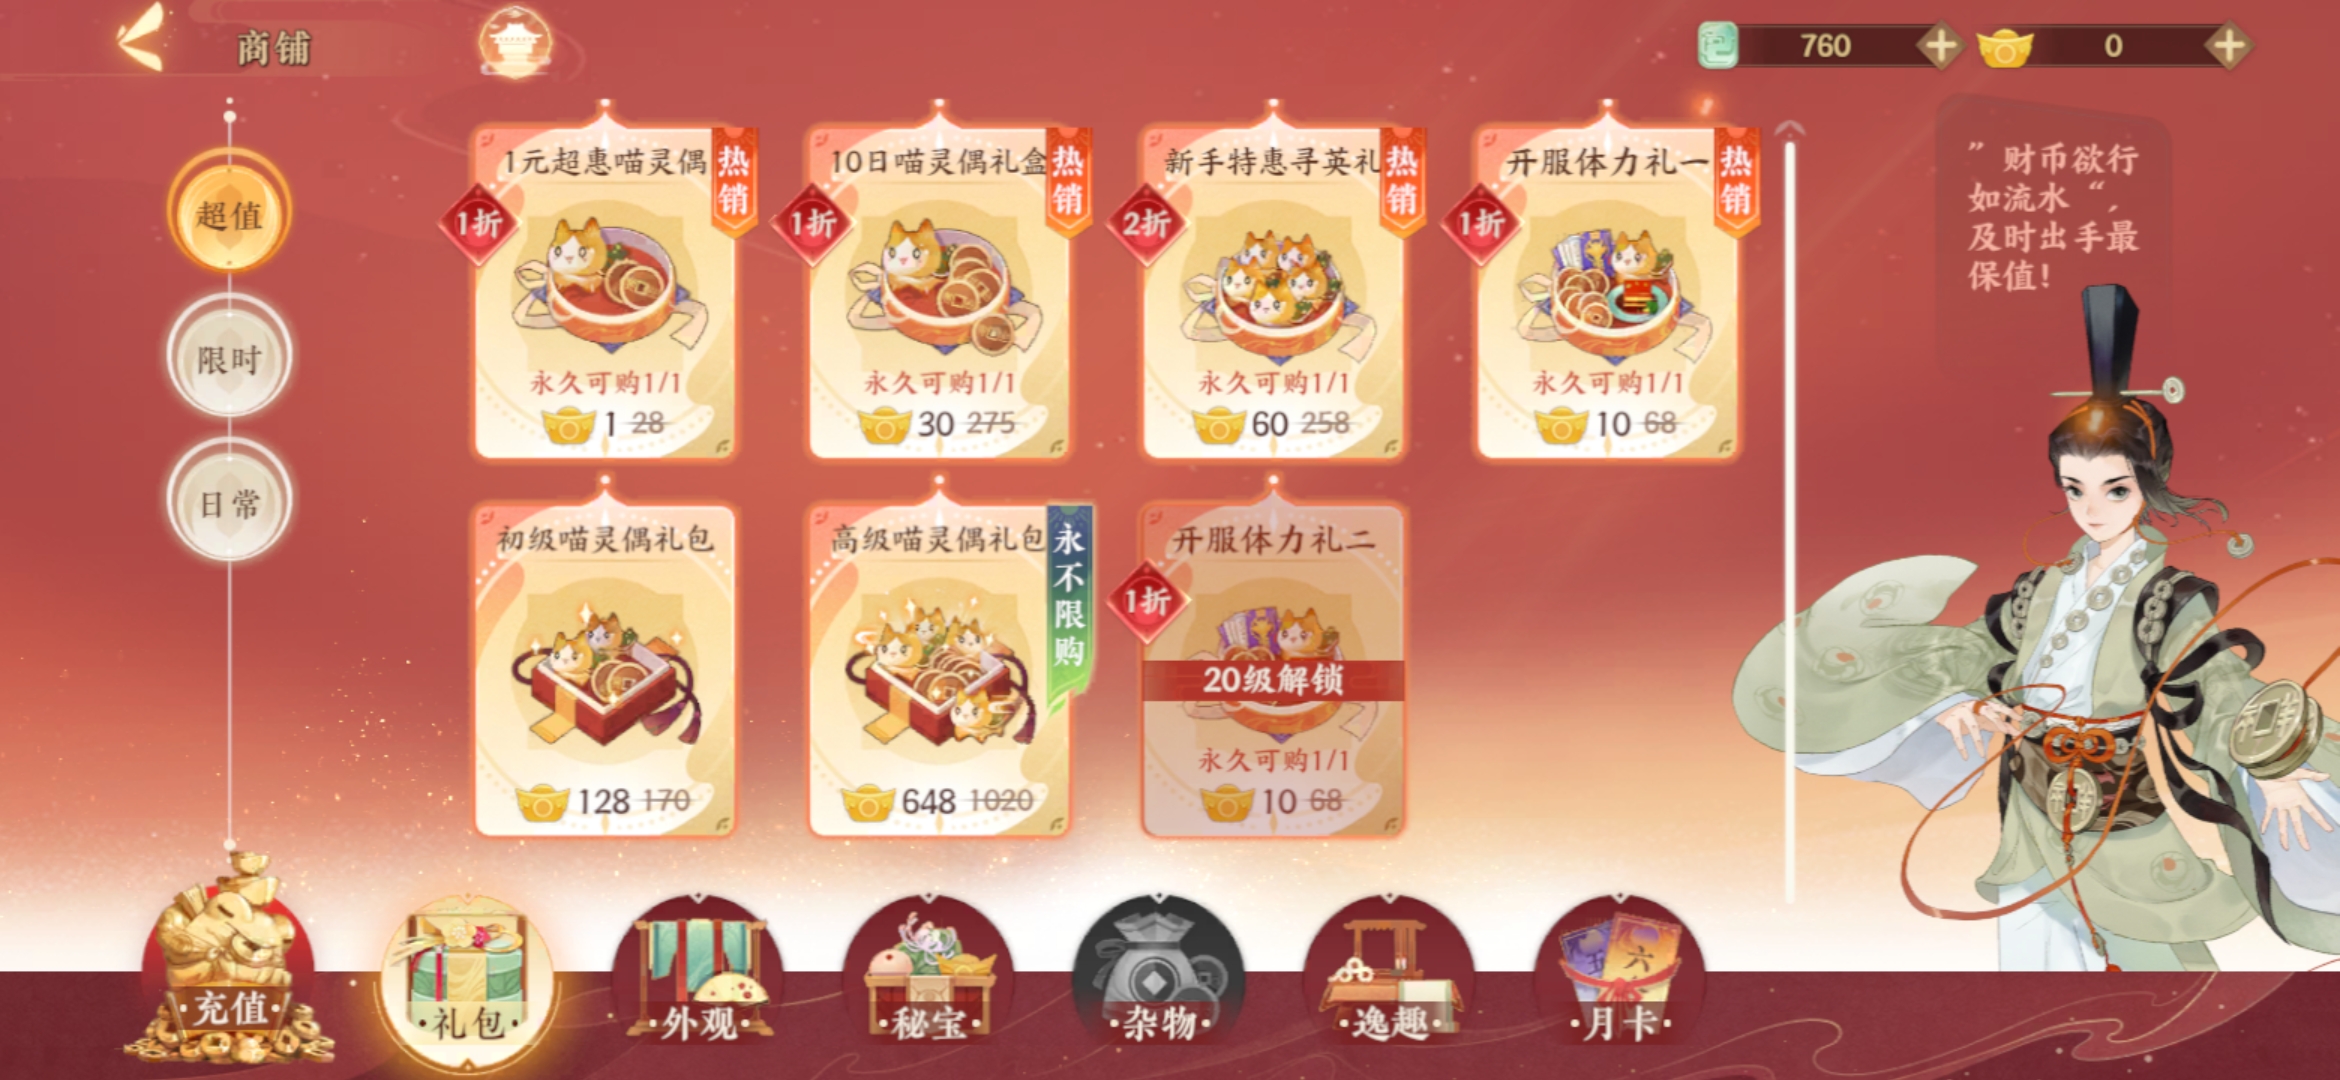 商铺
760
0
超值
限时
日常
1元超惠喵灵偶
热销
1折
永久可购1/1
1 28
10日喵灵偶礼盒
热销
1折
永久可购1/1
30 275
新手特惠寻英礼
热销
2折
永久可购1/1
60 258
开服体力礼一
热销
1折
永久可购1/1
10 68
初级喵灵偶礼包
128 170
高级喵灵偶礼包
永不限购
648 1020
开服体力礼二
1折
20级解锁
永久可购1/1
10 68
”财币欲行
如流水“,
及时出手最
保值!
·充值·
·礼包·
·外观·
·秘宝·
·杂物·
·逸趣·
·月卡·